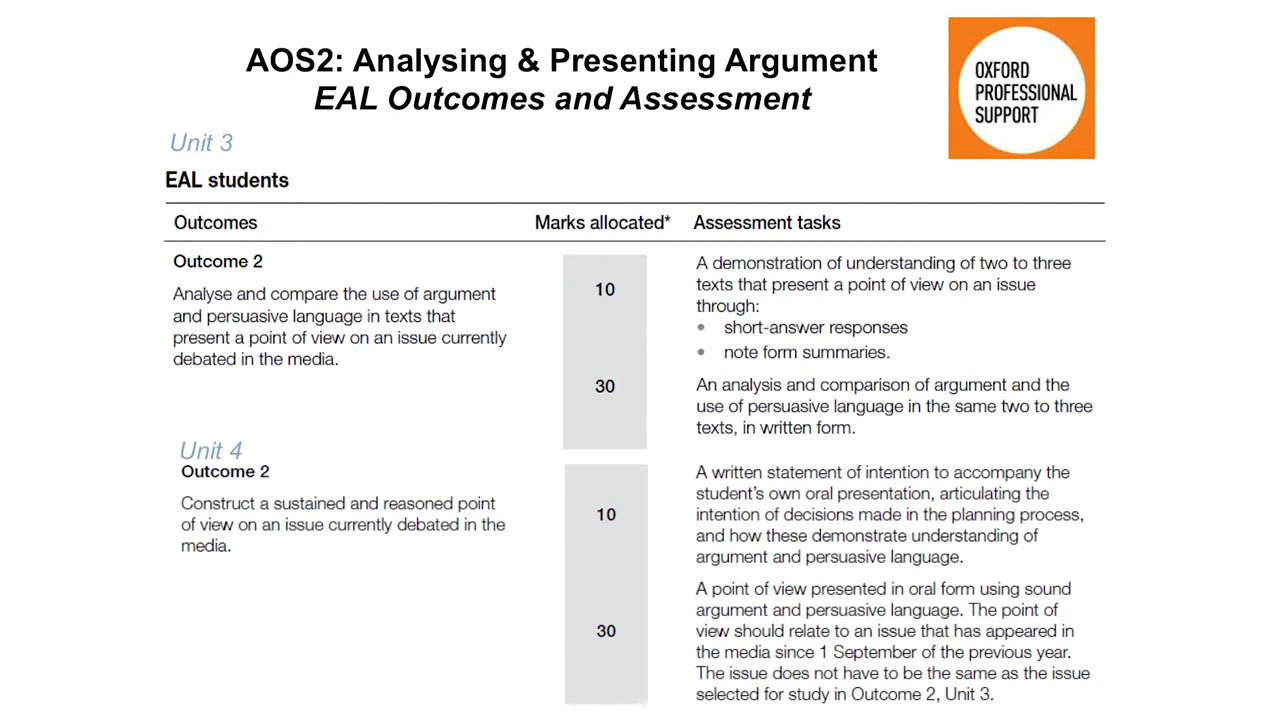 AOS2: Analysing & Presenting Argument
EAL Outcomes and Assessment
OXFORD
PROFESSIONAL
SUPPORT
Unit 3
EAL students
Outcomes
Marks allocated*
Assessment tasks
Outcome 2
Analyse and compare the use of argument
and persuasive language in texts that
present a point of view on an issue currently
debated in the media.
10
A demonstration of understanding of two to three
texts that present a point of view on an issue
through:
• short-answer responses
• note form summaries.
30
An analysis and comparison of argument and the
use of persuasive language in the same two to three
texts, in written form.
Unit 4
Outcome 2
Construct a sustained and reasoned point
of view on an issue currently debated in the
media.
10
A written statement of intention to accompany the
student's own oral presentation, articulating the
intention of decisions made in the planning process,
and how these demonstrate understanding of
argument and persuasive language.
30
A point of view presented in oral form using sound
argument and persuasive language. The point of
view should relate to an issue that has appeared in
the media since 1 September of the previous year.
The issue does not have to be the same as the issue
selected for study in Outcome 2, Unit 3.